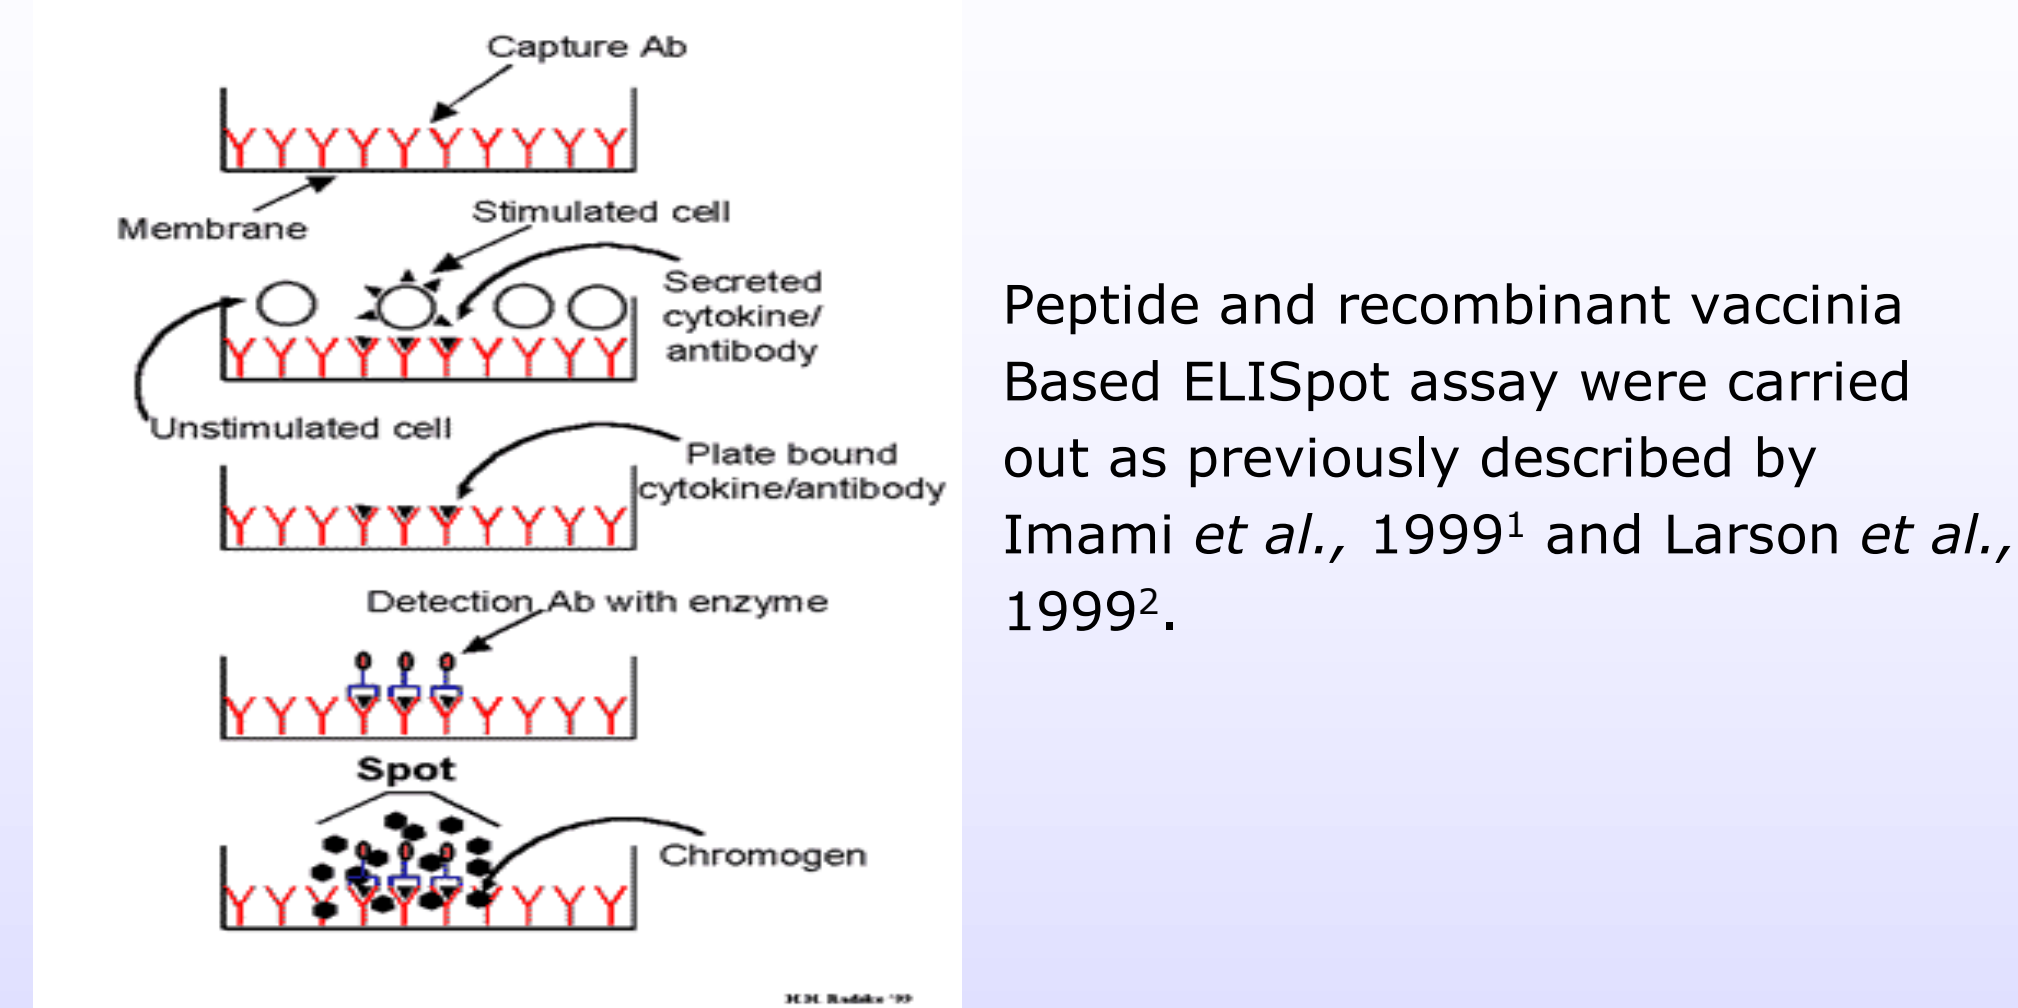 Capture Ab
Membrane
Stimulated cell
Secreted
cytokine/
antibody
Unstimulated cell
Plate bound
cytokine/antibody
Detection Ab with enzyme
Spot
Chromogen
Peptide and recombinant vaccinia
Based ELISpot assay were carried
out as previously described by
Imami et al., 1999¹ and Larson et al.,
1999².